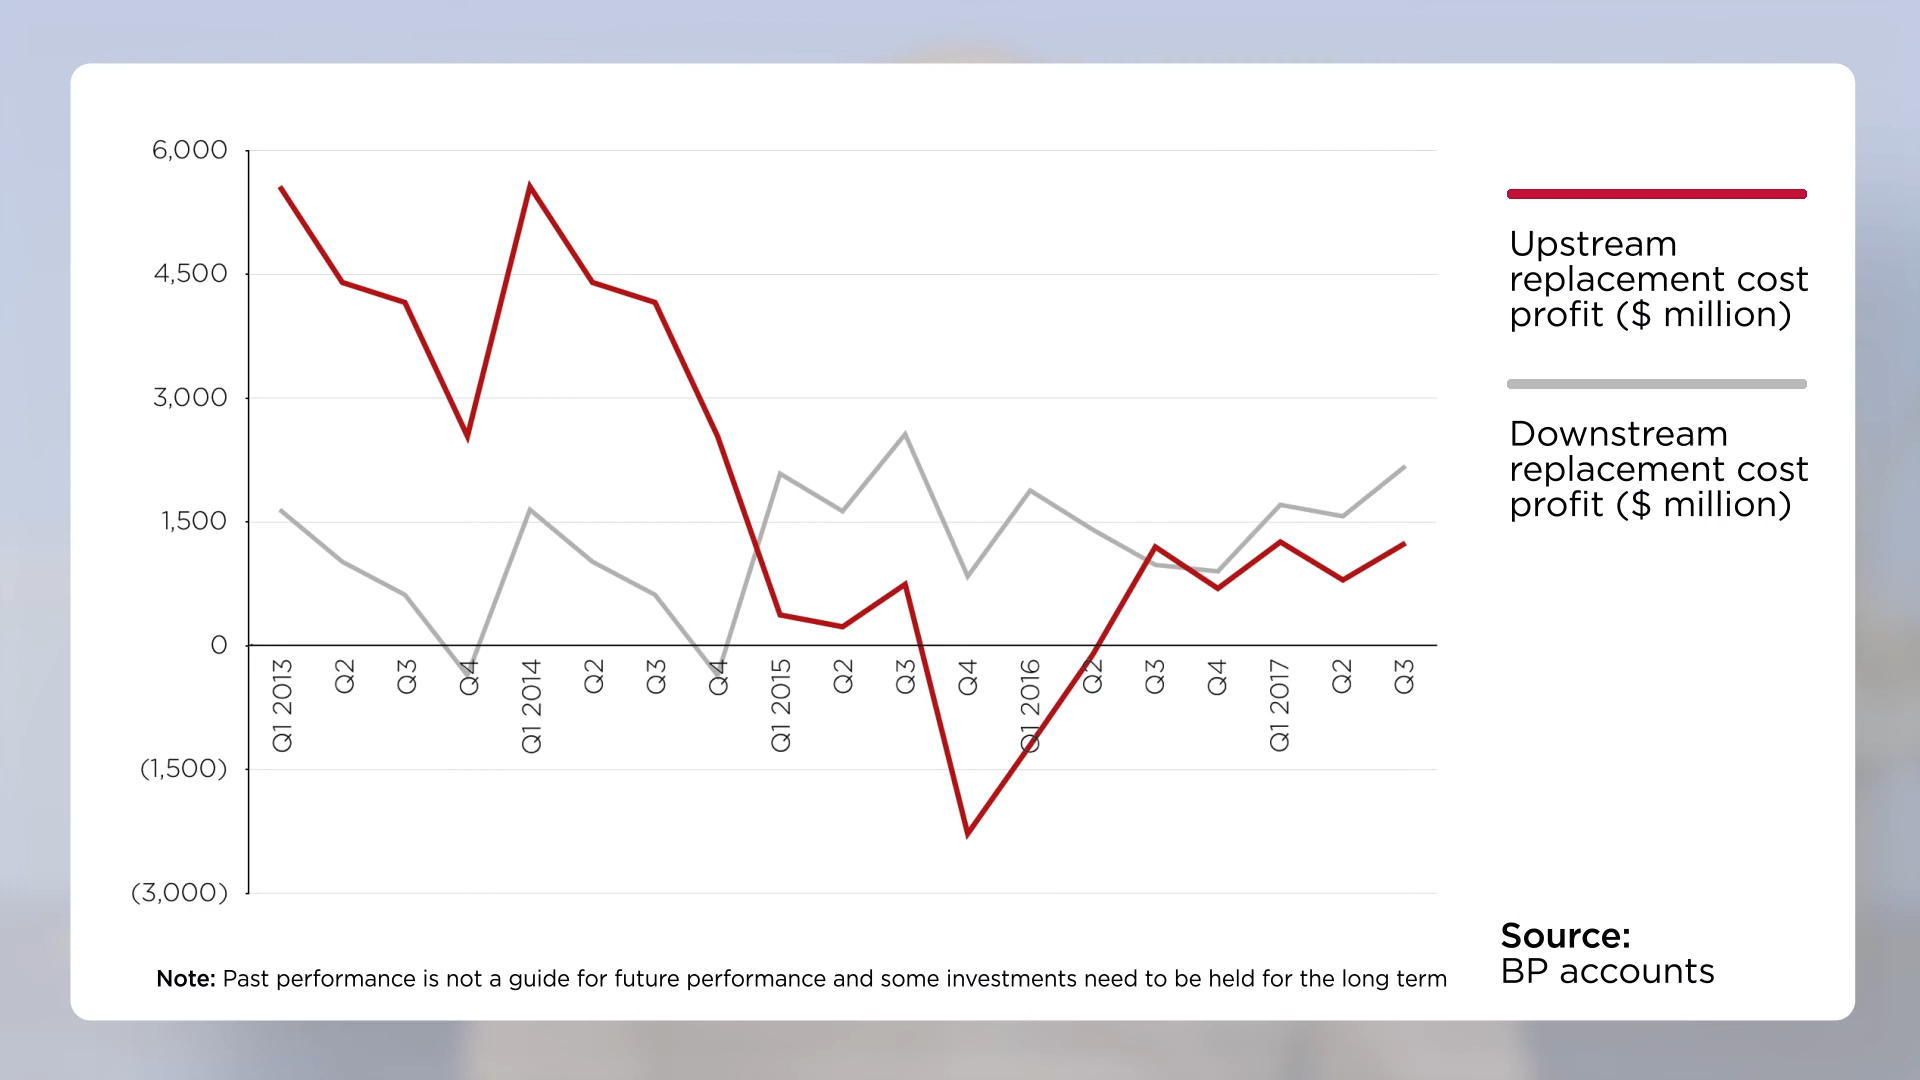 6,000
4,500
3,000
1,500
0
(1,500)
(3,000)
Q1 2013
Q2
Q3
Q4
Q1 2014
Q2
Q3
Q4
Q1 2015
Q2
Q3
Q4
Q1 2016
Q2
Q3
Q4
Q1 2017
Q2
Q3
Upstream
replacement cost
profit ($ million)
Downstream
replacement cost
profit ($ million)
Source:
BP accounts
Note: Past performance is not a guide for future performance and some investments need to be held for the long term